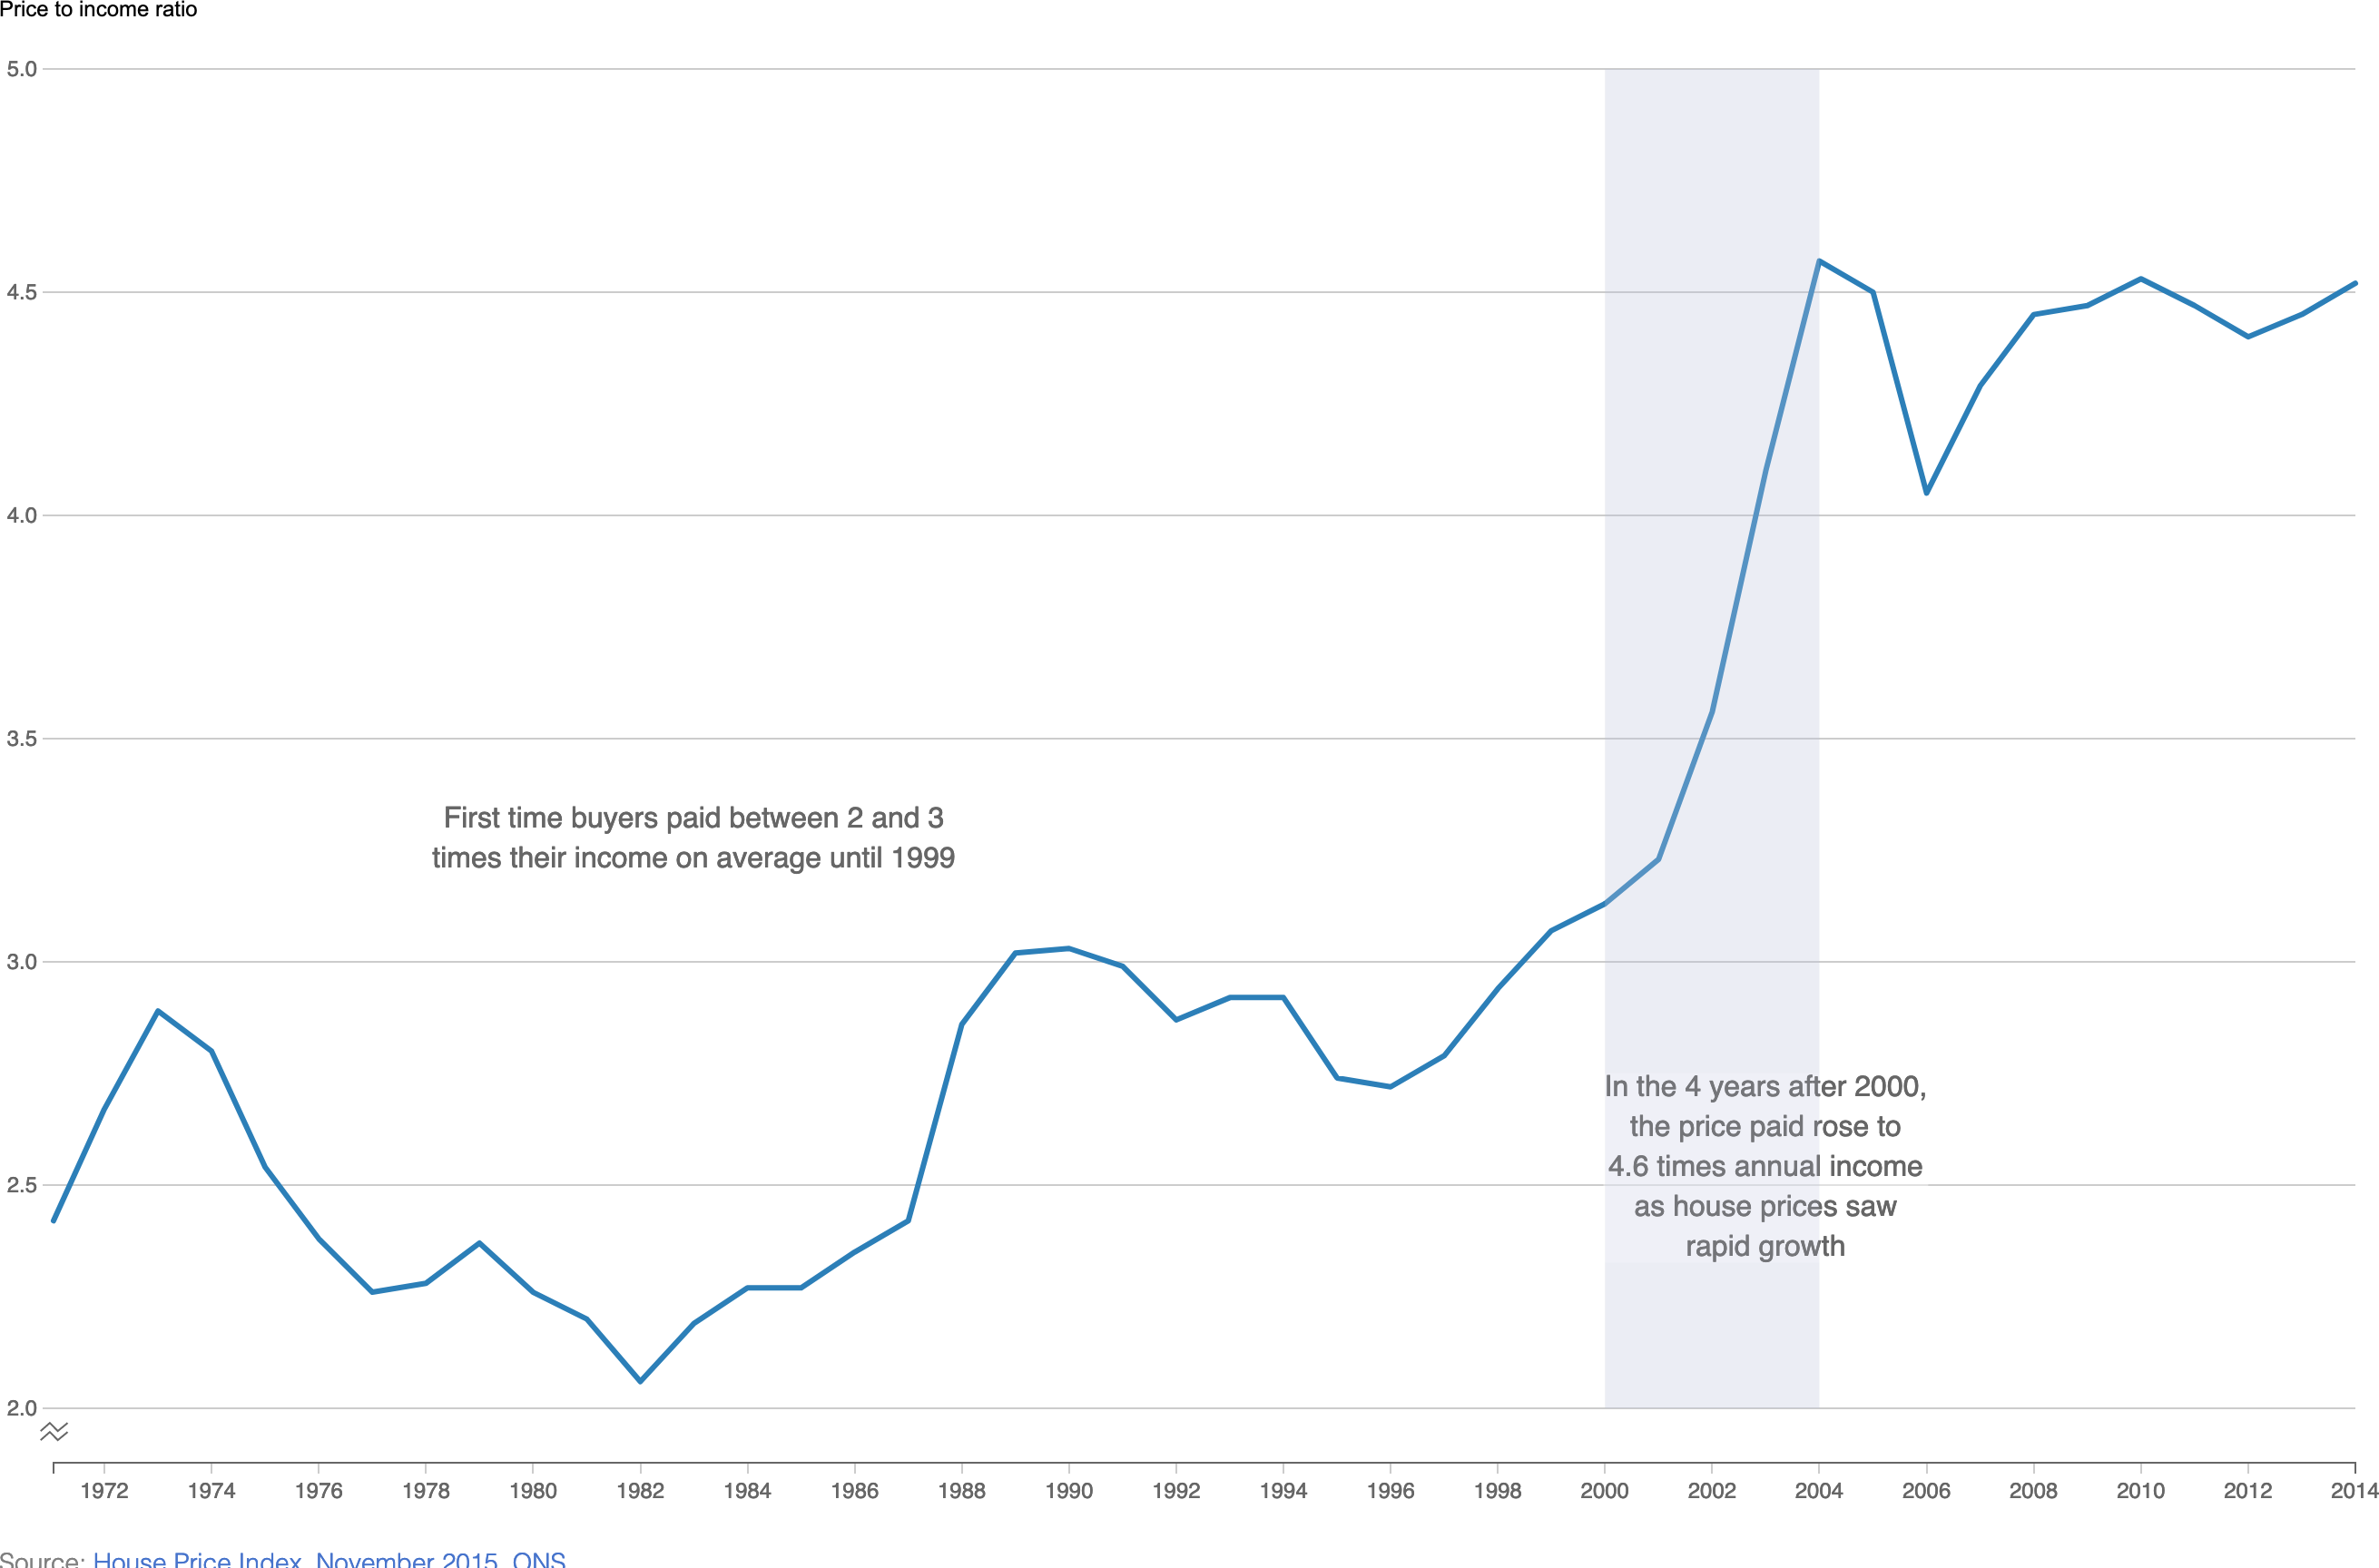 Price to income ratio
5.0
4.5
4.0
3.5
First time buyers paid between 2 and 3
times their income on average until 1999
3.0
In the 4 years after 2000,
the price paid rose to
4.6 times annual income
2.5
as house prices saw
rapid growth
2.0
1972 1974 1976 1978 1980 1982 1984 1986 1988 1990 1992 1994 1996 1998 2000 2002 2004 2006 2008 2010 2012 2014
Source: House Price Index, November 2015, ONS